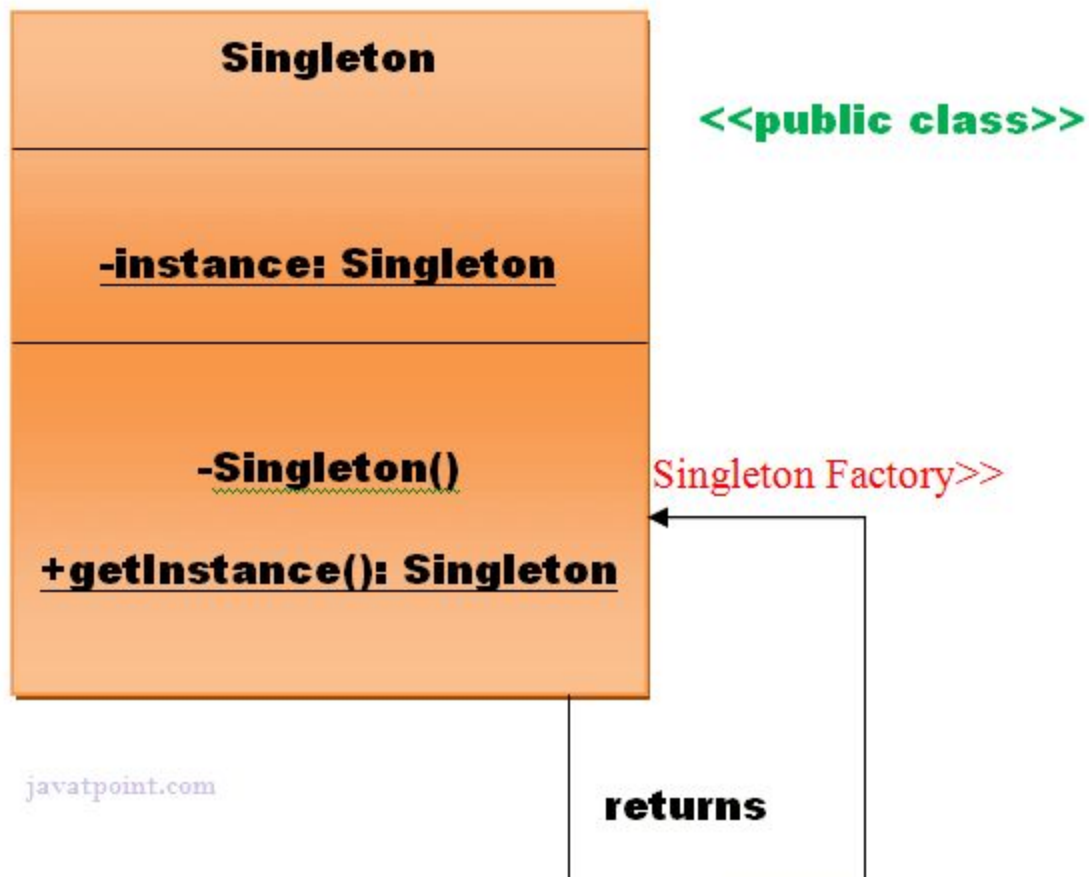 Singleton
<<public class>>
-instance: Singleton
-Singleton()
Singleton Factory>>
+getInstance(): Singleton
javatpoint.com
returns